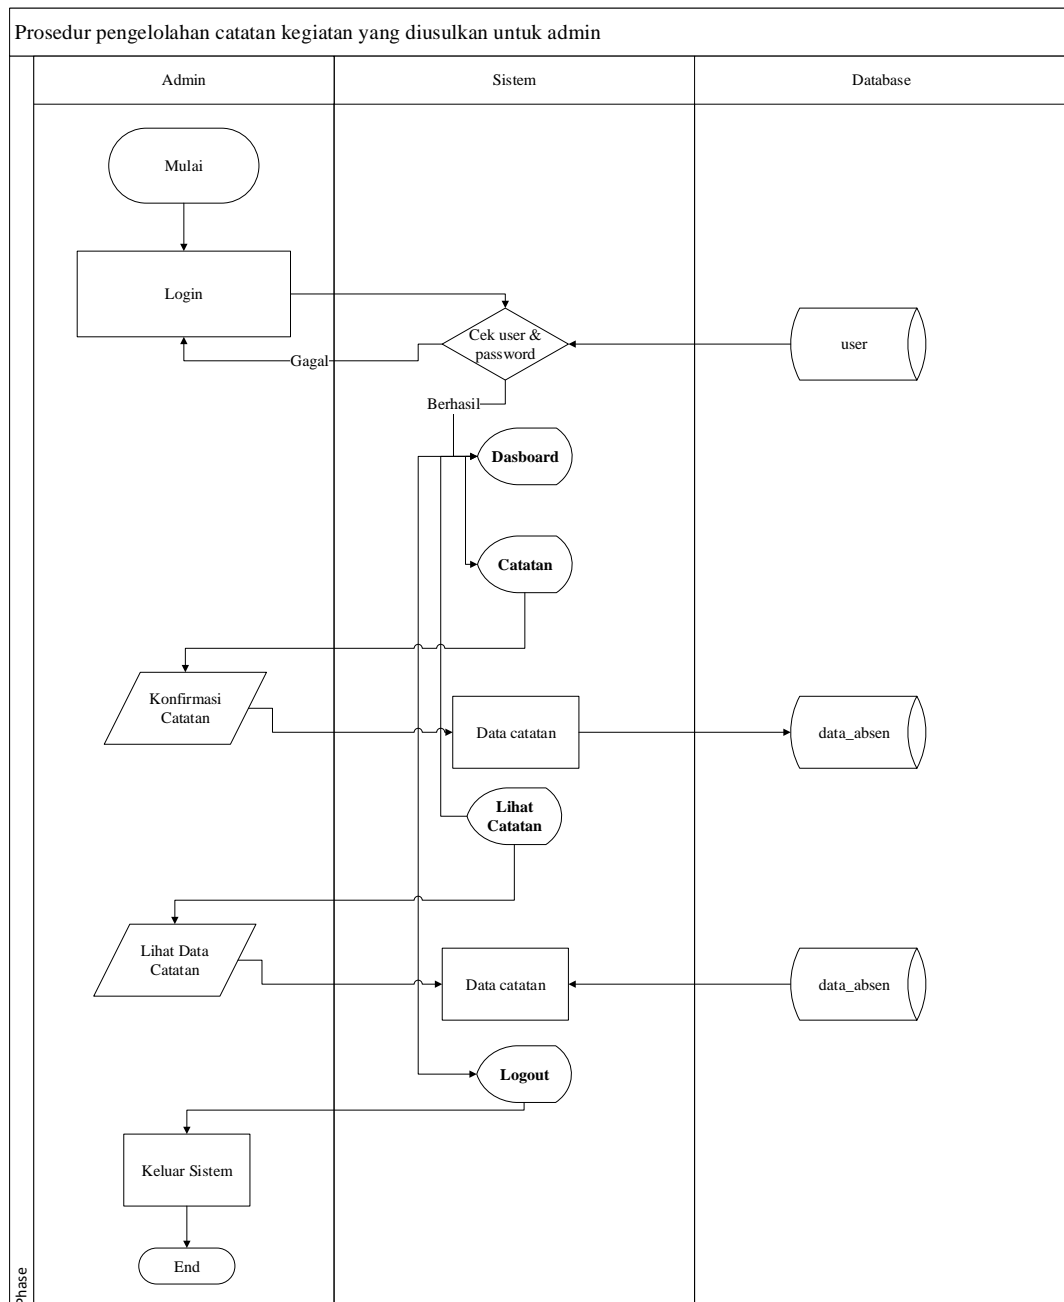 Prosedur pengelolahan catatan kegiatan yang diusulkan untuk admin
Admin
Sistem
Database
Mulai
Login
Cek user &
password
user
Gagal
Berhasil
Dasboard
Catatan
Konfirmasi
Catatan
Data catatan
data_absen
Lihat
Catatan
Lihat Data
Catatan
Data catatan
data_absen
Logout
Keluar Sistem
End
Phase